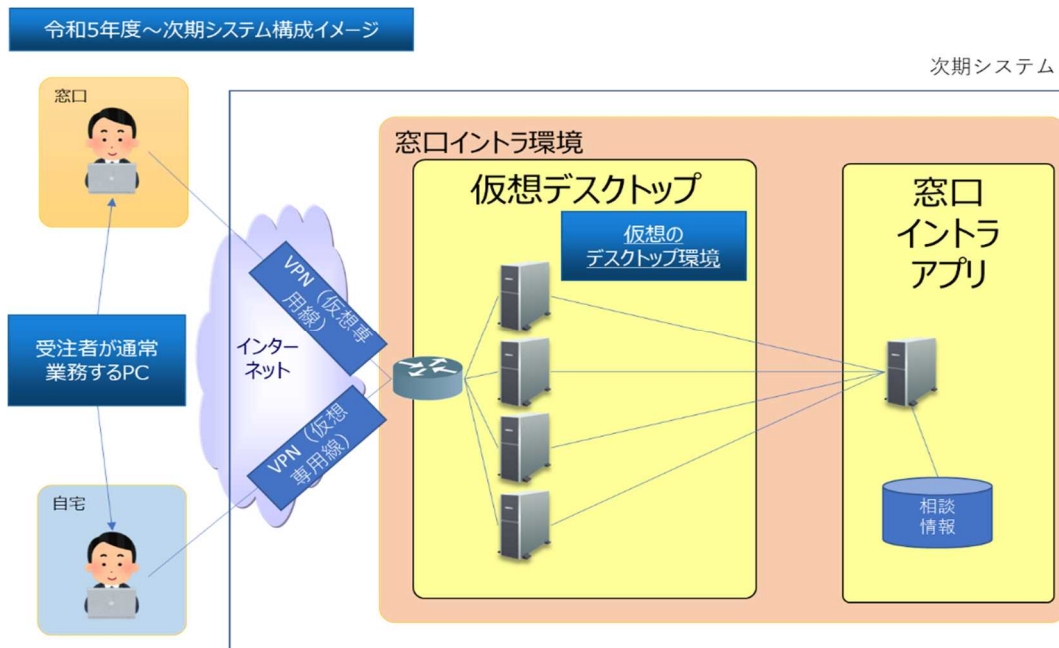 令和5年度～次期システム構成イメージ
次期システム
窓口
窓口イントラ環境
仮想デスクトップ
仮想の
デスクトップ環境
窓口
イントラ
アプリ
VPN（仮想専
用線）
インター
ネット
受注者が通常
業務するPC
VPN（仮想
専用線）
自宅
相談
情報